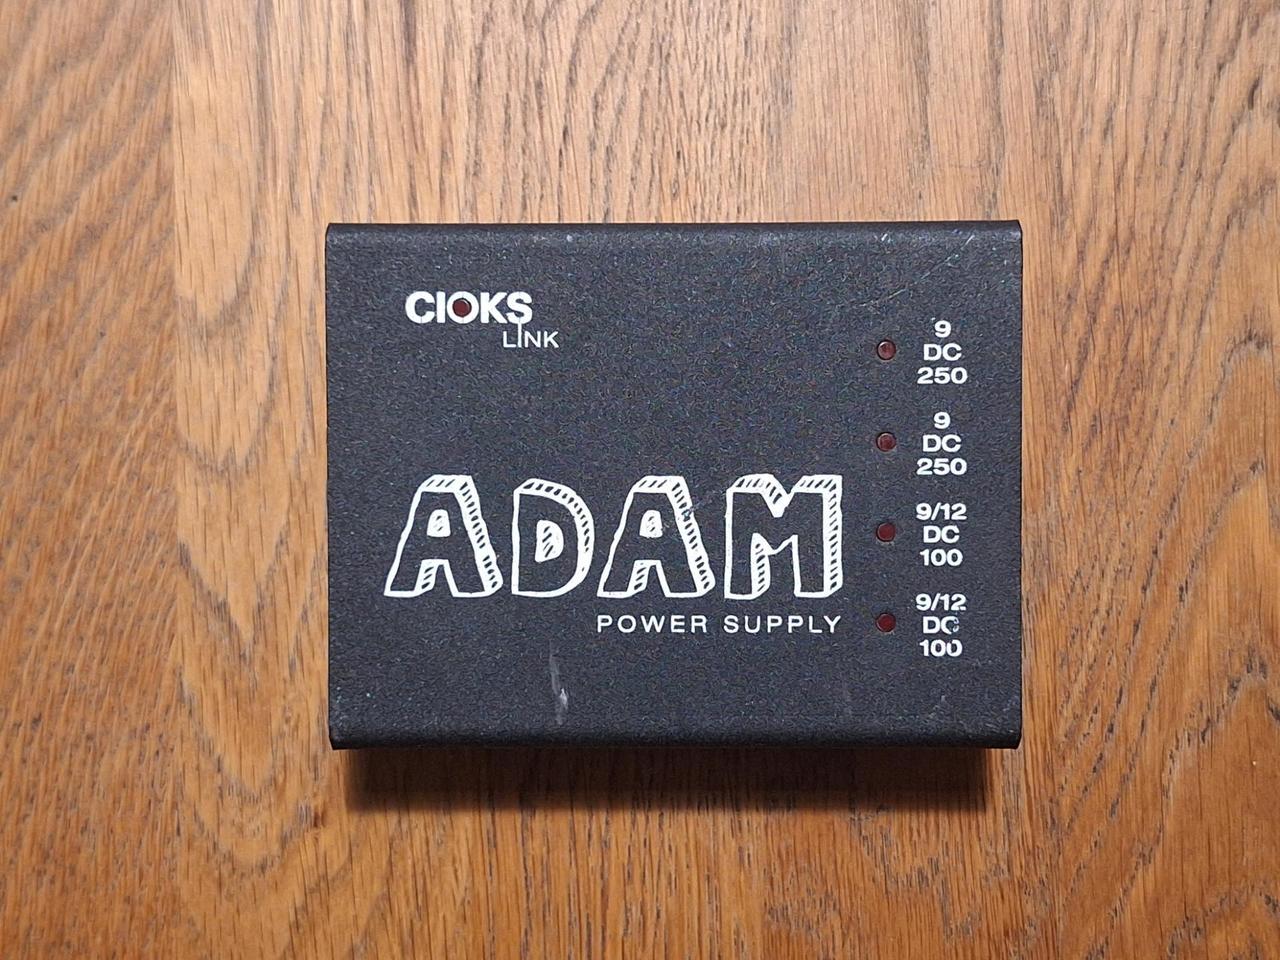 CIOKS
LINK
9
DC
250
9
DC
250
9/12
DC
100
9/12
DC
100
ADAM
POWER SUPPLY